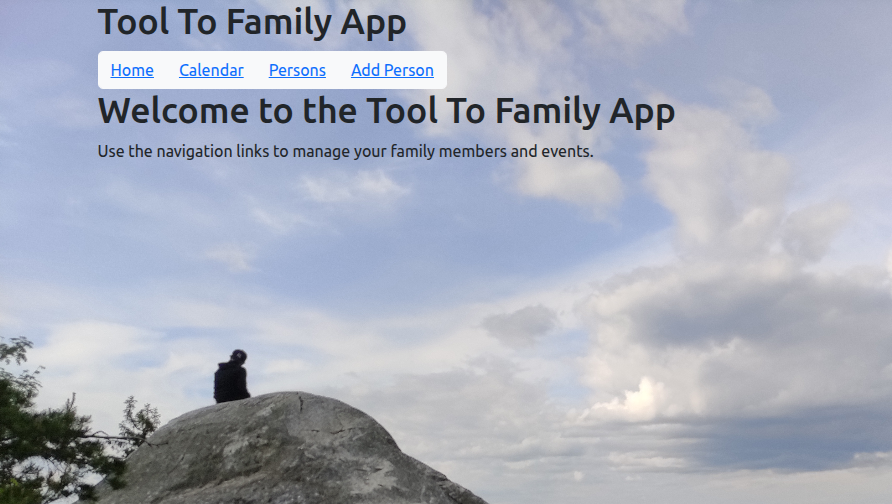 Tool To Family App
Home Calendar Persons Add Person
Welcome to the Tool To Family App
Use the navigation links to manage your family members and events.